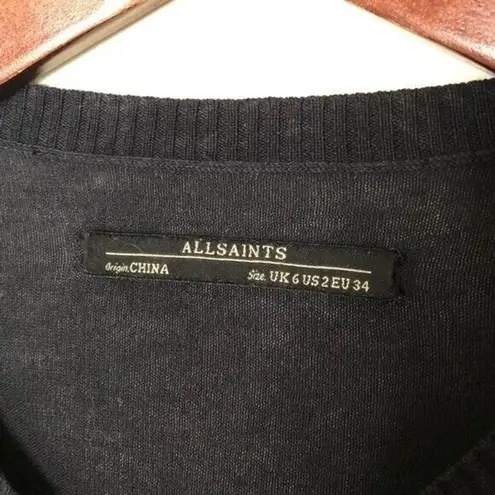 ALLSAINTS
Origin. CHINA Size. UK 6 US 2 EU 34